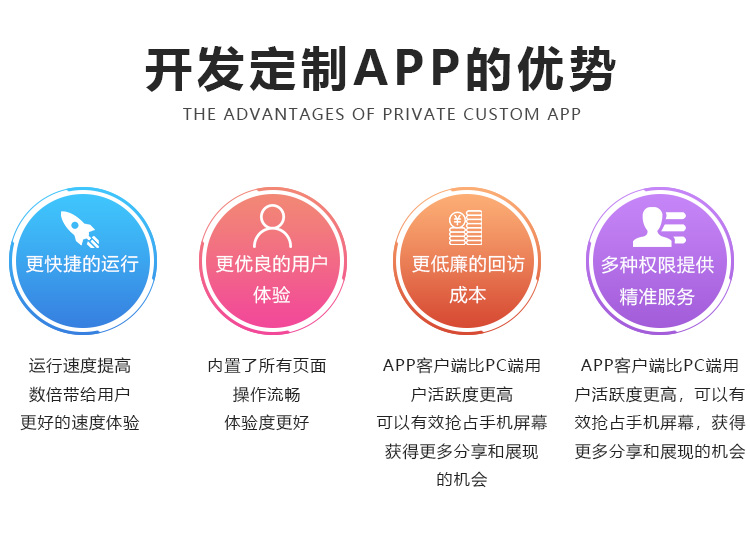 开发定制APP的优势
THE ADVANTAGES OF PRIVATE CUSTOM APP
更快捷的运行
运行速度提高
数倍带给用户
更好的速度体验
更优良的用户
体验
内置了所有页面
操作流畅
体验度更好
¥
更低廉的回访
成本
APP客户端比PC端用
户活跃度更高
可以有效抢占手机屏幕
获得更多分享和展现
的机会
多种权限提供
精准服务
APP客户端比PC端用
户活跃度更高，可以有
效抢占手机屏幕，获得
更多分享和展现的机会